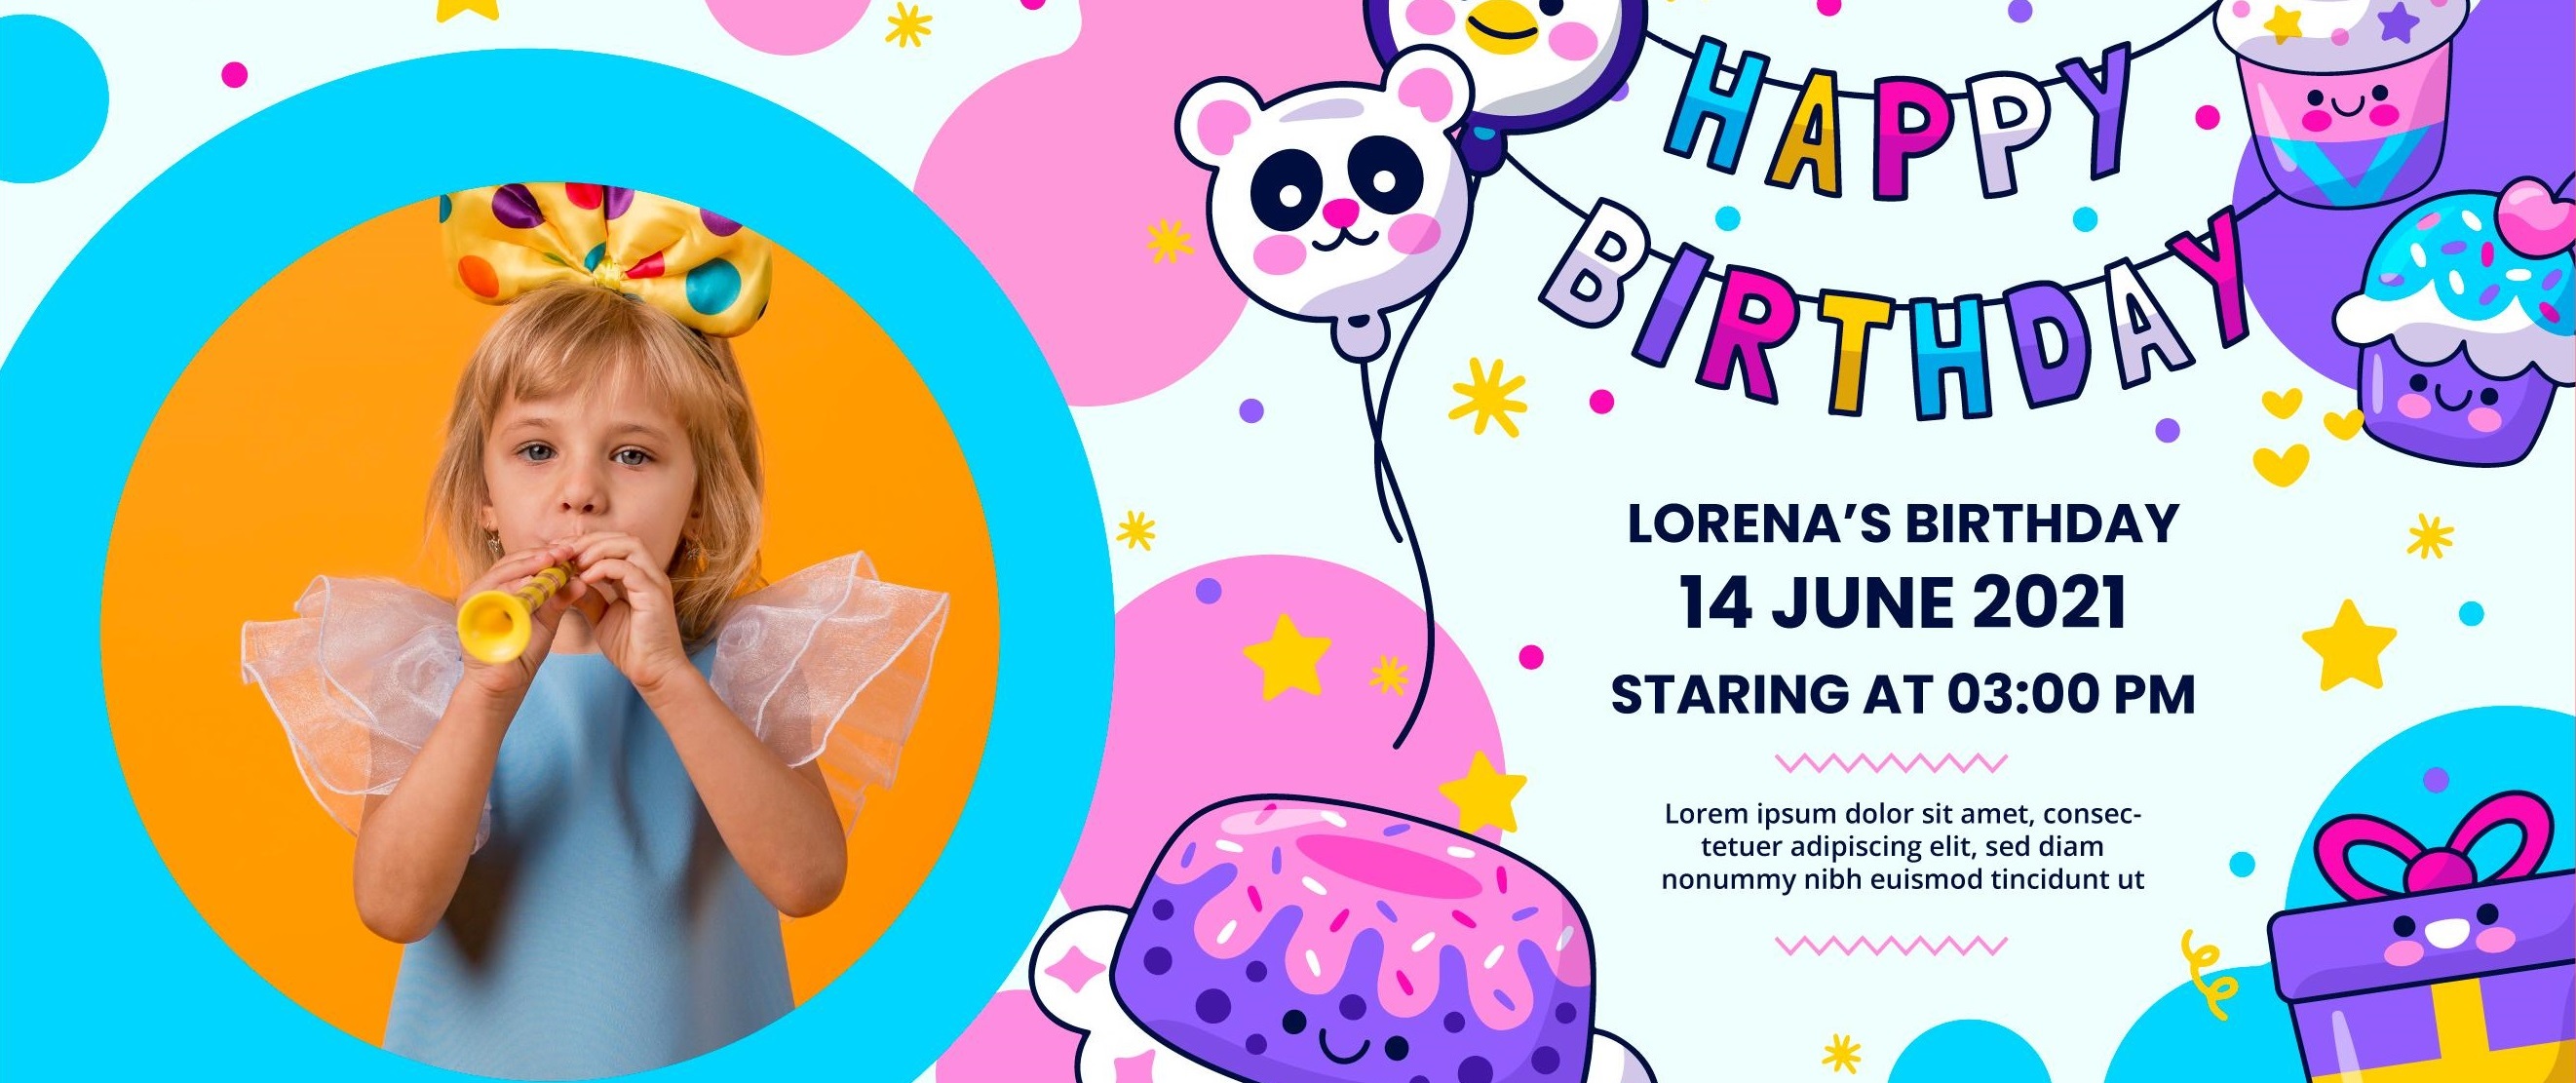 HAPPY
BIRTHDAY
LORENA’S BIRTHDAY
14 JUNE 2021
STARING AT 03:00 PM
Lorem ipsum dolor sit amet, consec-
tetuer adipiscing elit, sed diam
nonummy nibh euismod tincidunt ut